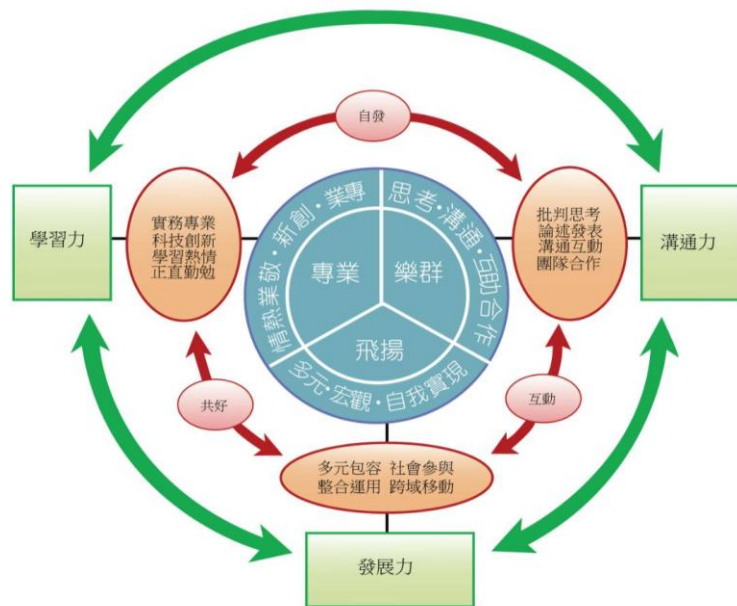 自發
學習力
實務專業
科技創新
學習熱情
正直勤勉
情熱業敬・新創・業專
思考・溝通・互助合作
專業
樂群
飛揚
多元・宏觀・自我實現
批判思考
論述發表
溝通互動
團隊合作
溝通力
共好
互動
多元包容 社會參與
整合運用 跨域移動
發展力